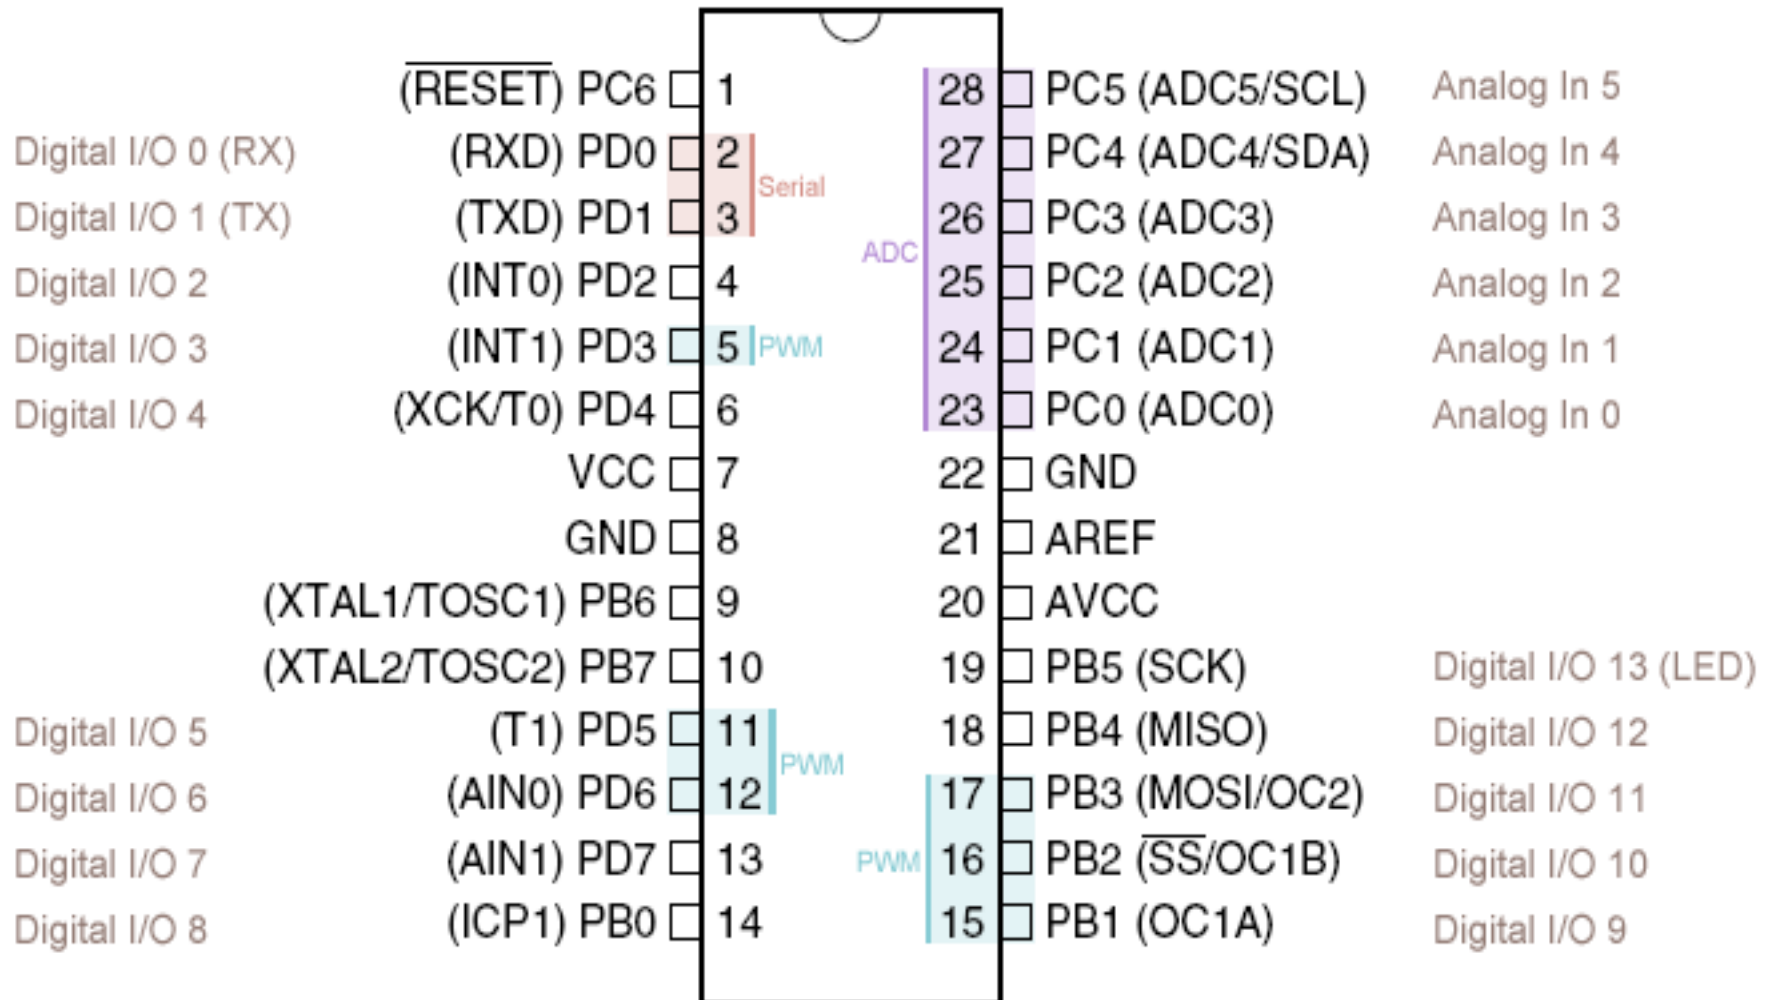 (RESET) PC6 1 28 PC5 (ADC5/SCL) Analog In 5
Digital I/O 0 (RX) (RXD) PD0 2 27 PC4 (ADC4/SDA) Analog In 4
Serial
Digital I/O 1 (TX) (TXD) PD1 3 26 PC3 (ADC3) Analog In 3
ADC
Digital I/O 2 (INT0) PD2 4 25 PC2 (ADC2) Analog In 2
Digital I/O 3 (INT1) PD3 5 PWM 24 PC1 (ADC1) Analog In 1
Digital I/O 4 (XCK/T0) PD4 6 23 PC0 (ADC0) Analog In 0
VCC 7 22 GND
GND 8 21 AREF
(XTAL1/TOSC1) PB6 9 20 AVCC
(XTAL2/TOSC2) PB7 10 19 PB5 (SCK) Digital I/O 13 (LED)
Digital I/O 5 (T1) PD5 11 18 PB4 (MISO) Digital I/O 12
PWM
Digital I/O 6 (AIN0) PD6 12 17 PB3 (MOSI/OC2) Digital I/O 11
Digital I/O 7 (AIN1) PD7 13 PWM 16 PB2 (SS/OC1B) Digital I/O 10
Digital I/O 8 (ICP1) PB0 14 15 PB1 (OC1A) Digital I/O 9